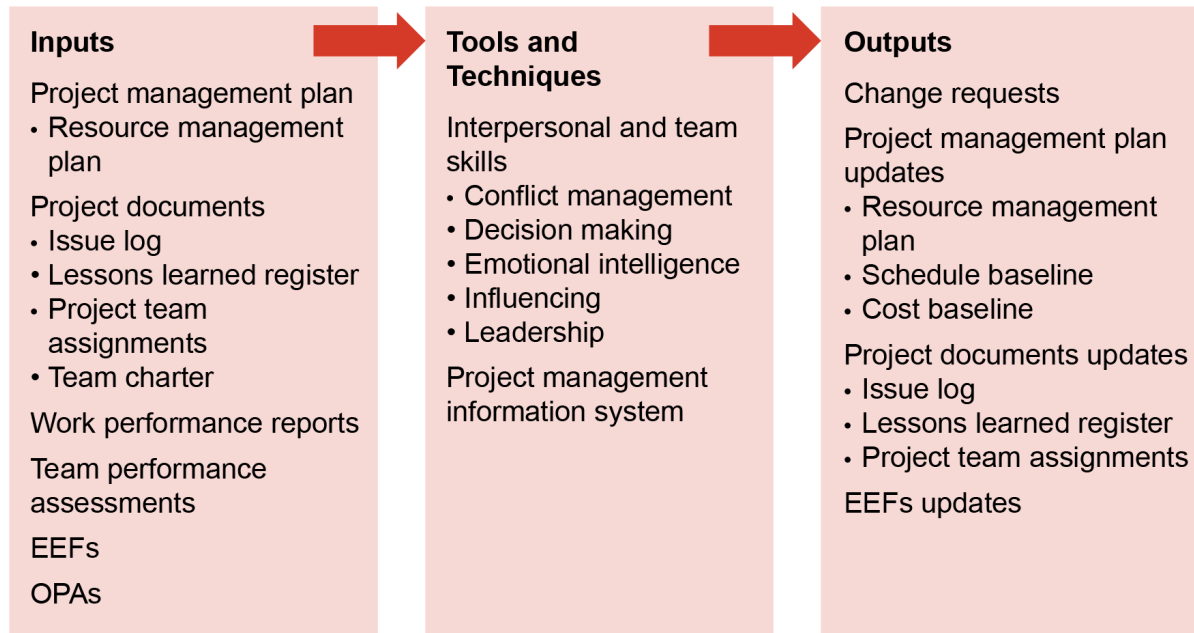 Inputs
Project management plan
• Resource management
plan
Project documents
• Issue log
• Lessons learned register
• Project team
assignments
• Team charter
Work performance reports
Team performance
assessments
EEFs
OPAs
Tools and
Techniques
Interpersonal and team
skills
• Conflict management
• Decision making
• Emotional intelligence
• Influencing
• Leadership
Project management
information system
Outputs
Change requests
Project management plan
updates
• Resource management
plan
• Schedule baseline
• Cost baseline
Project documents updates
• Issue log
• Lessons learned register
• Project team assignments
EEFs updates